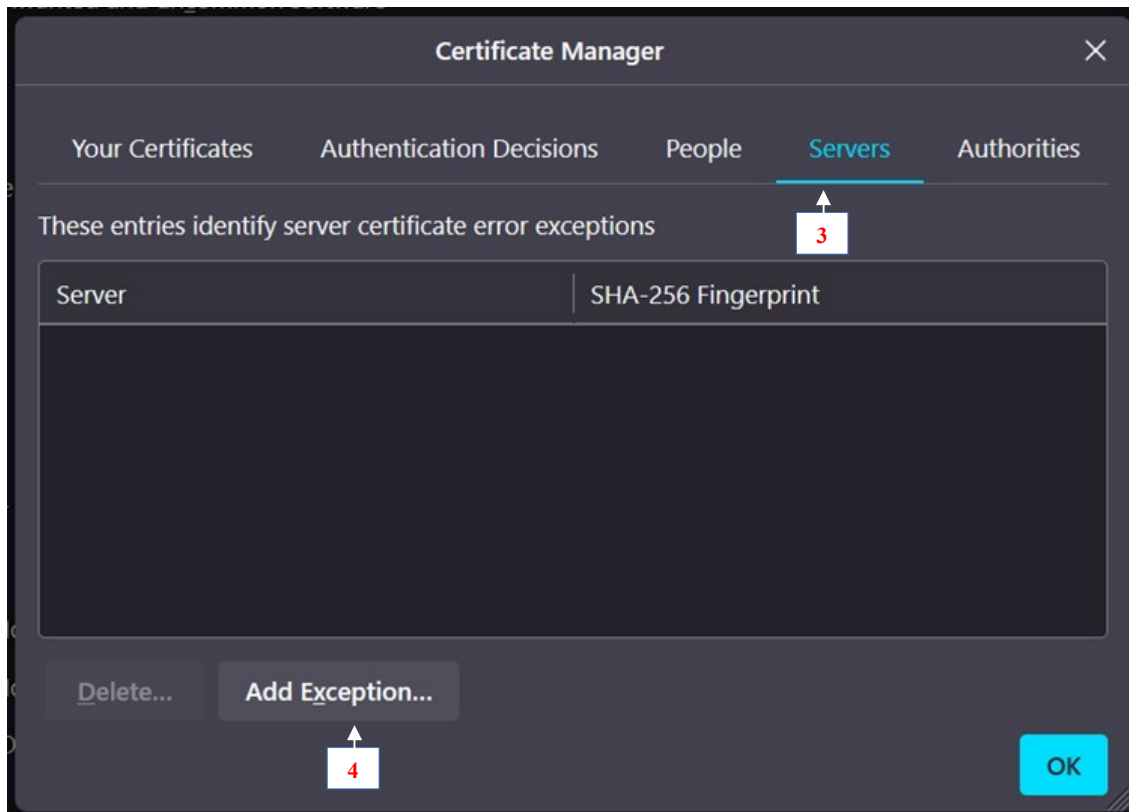 Certificate Manager
Your Certificates Authentication Decisions People Servers Authorities
3
These entries identify server certificate error exceptions
Server SHA-256 Fingerprint
Delete... Add Exception...
4
OK